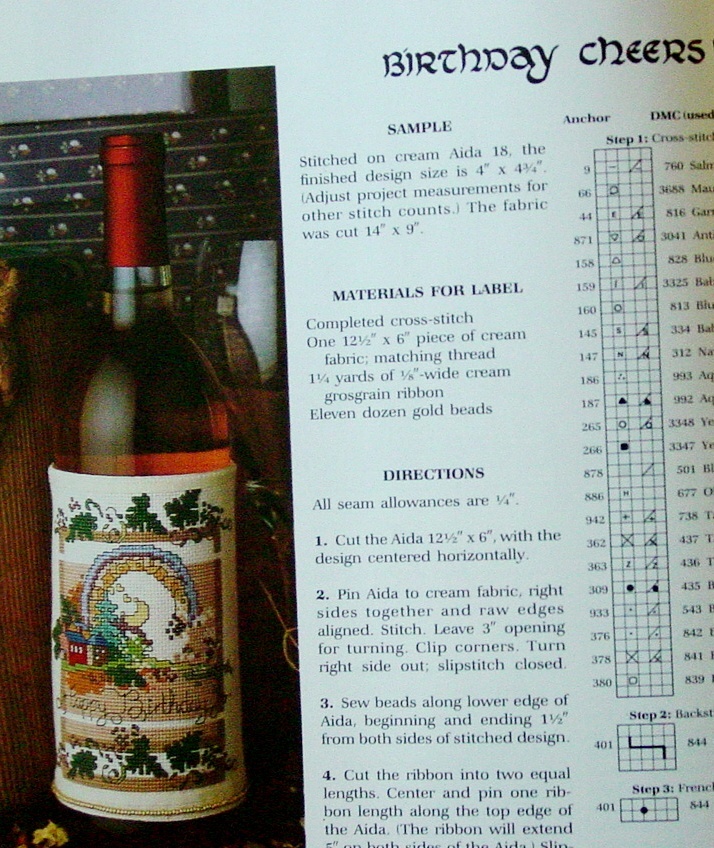 BIRThDAY ChEERS
SAMPLE
Stitched on cream Aida 18, the
finished design size is 4" x 4¾".
(Adjust project measurements for
other stitch counts.) The fabric
was cut 14" x 9".
MATERIALS FOR LABEL
Completed cross-stitch
One 12½" x 6" piece of cream
fabric; matching thread
1¼ yards of ⅛"-wide cream
grosgrain ribbon
Eleven dozen gold beads
DIRECTIONS
All seam allowances are ¼".
1. Cut the Aida 12½" x 6", with the
design centered horizontally.
2. Pin Aida to cream fabric, right
sides together and raw edges
aligned. Stitch. Leave 3" opening
for turning. Clip corners. Turn
right side out; slipstitch closed.
3. Sew beads along lower edge of
Aida, beginning and ending 1½"
from both sides of stitched design.
4. Cut the ribbon into two equal
lengths. Center and pin one rib-
bon length along the top edge of
the Aida. (The ribbon will extend
5" on both sides of the Aida.) Slip-
Anchor DMC (used
Step 1: Cross-stitch
9 760 Salm
66 3688 Mau
44 816 Garn
871 3041 Anti
158 828 Blu
159 3325 Bab
160 813 Blu
145 334 Bab
147 312 Na
186 993 Aq
187 992 Aq
265 3348 Ye
266 3347 Ye
878 501 Bl
886 677 O
942 738 T
362 437 T
363 436 T
309 435 B
933 543 B
376 842 B
378 841 B
380 839
Step 2: Backst
401 844
Step 3: French
401 844
Happy Birthday